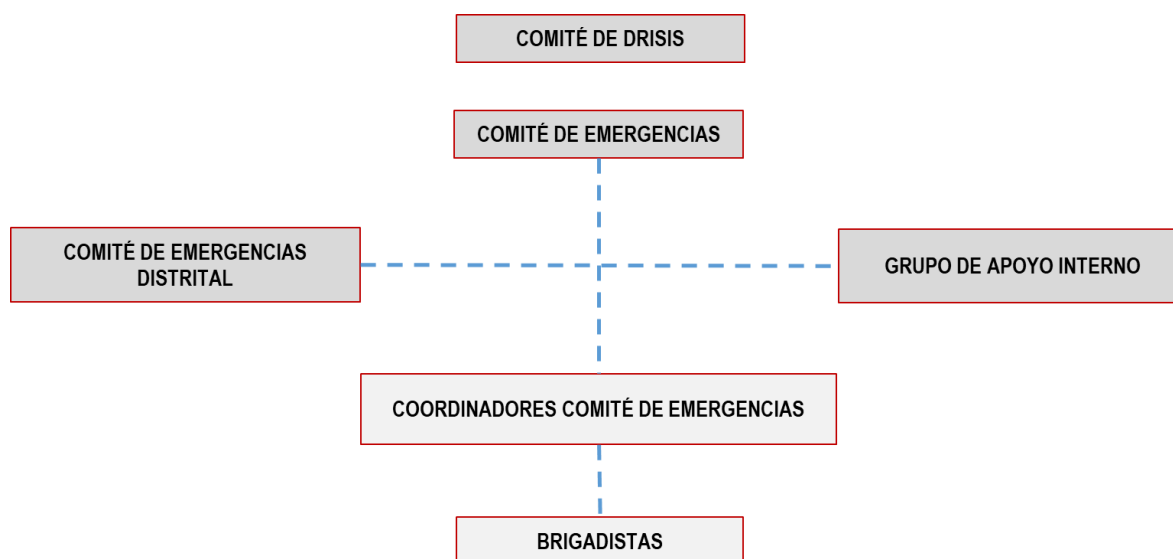 COMITÉ DE DRISIS
COMITÉ DE EMERGENCIAS
COMITÉ DE EMERGENCIAS
DISTRITAL
GRUPO DE APOYO INTERNO
COORDINADORES COMITÉ DE EMERGENCIAS
BRIGADISTAS